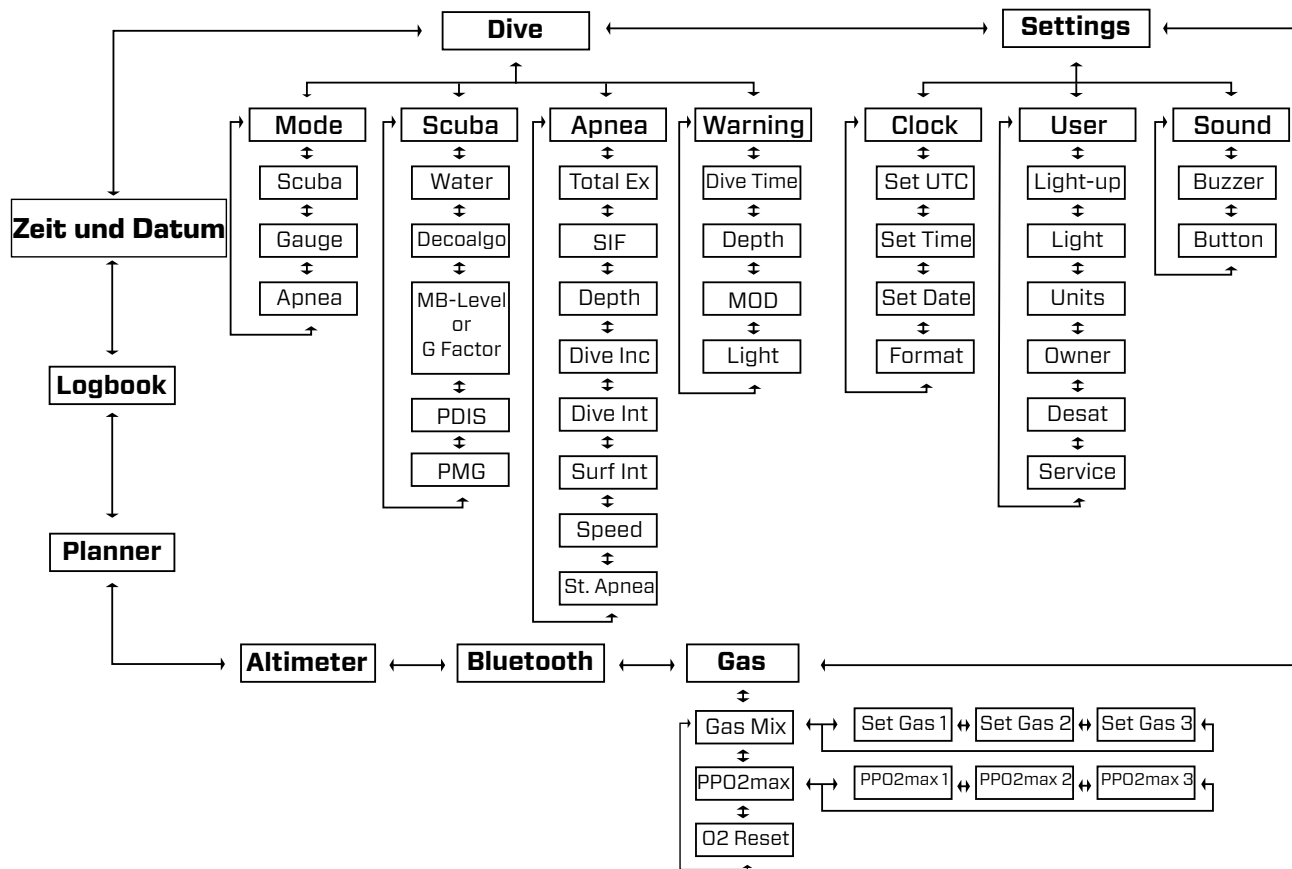 Dive
Settings
Mode
Scuba
Apnea
Warning
Clock
User
Sound
Scuba
Water
Total Ex
Dive Time
Set UTC
Light-up
Buzzer
Zeit und Datum
Gauge
Decoalgo
SIF
Depth
Set Time
Light
Button
Apnea
MB-Level
or
G Factor
Depth
MOD
Set Date
Units
Dive Inc
Light
Format
Owner
Logbook
PDIS
Dive Int
Desat
PMG
Surf Int
Service
Planner
Speed
St. Apnea
Altimeter
Bluetooth
Gas
Gas Mix
Set Gas 1
Set Gas 2
Set Gas 3
PPO2max
PPO2max 1
PPO2max 2
PPO2max 3
O2 Reset